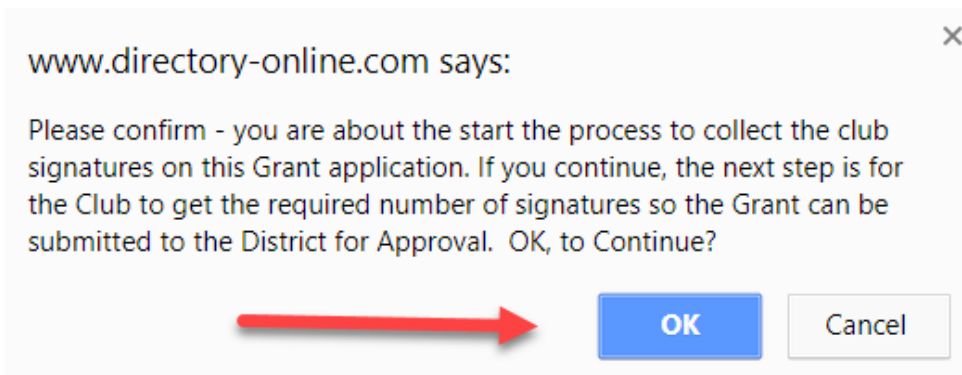 www.directory-online.com says:
Please confirm - you are about the start the process to collect the club
signatures on this Grant application. If you continue, the next step is for
the Club to get the required number of signatures so the Grant can be
submitted to the District for Approval.  OK, to Continue?
OK Cancel